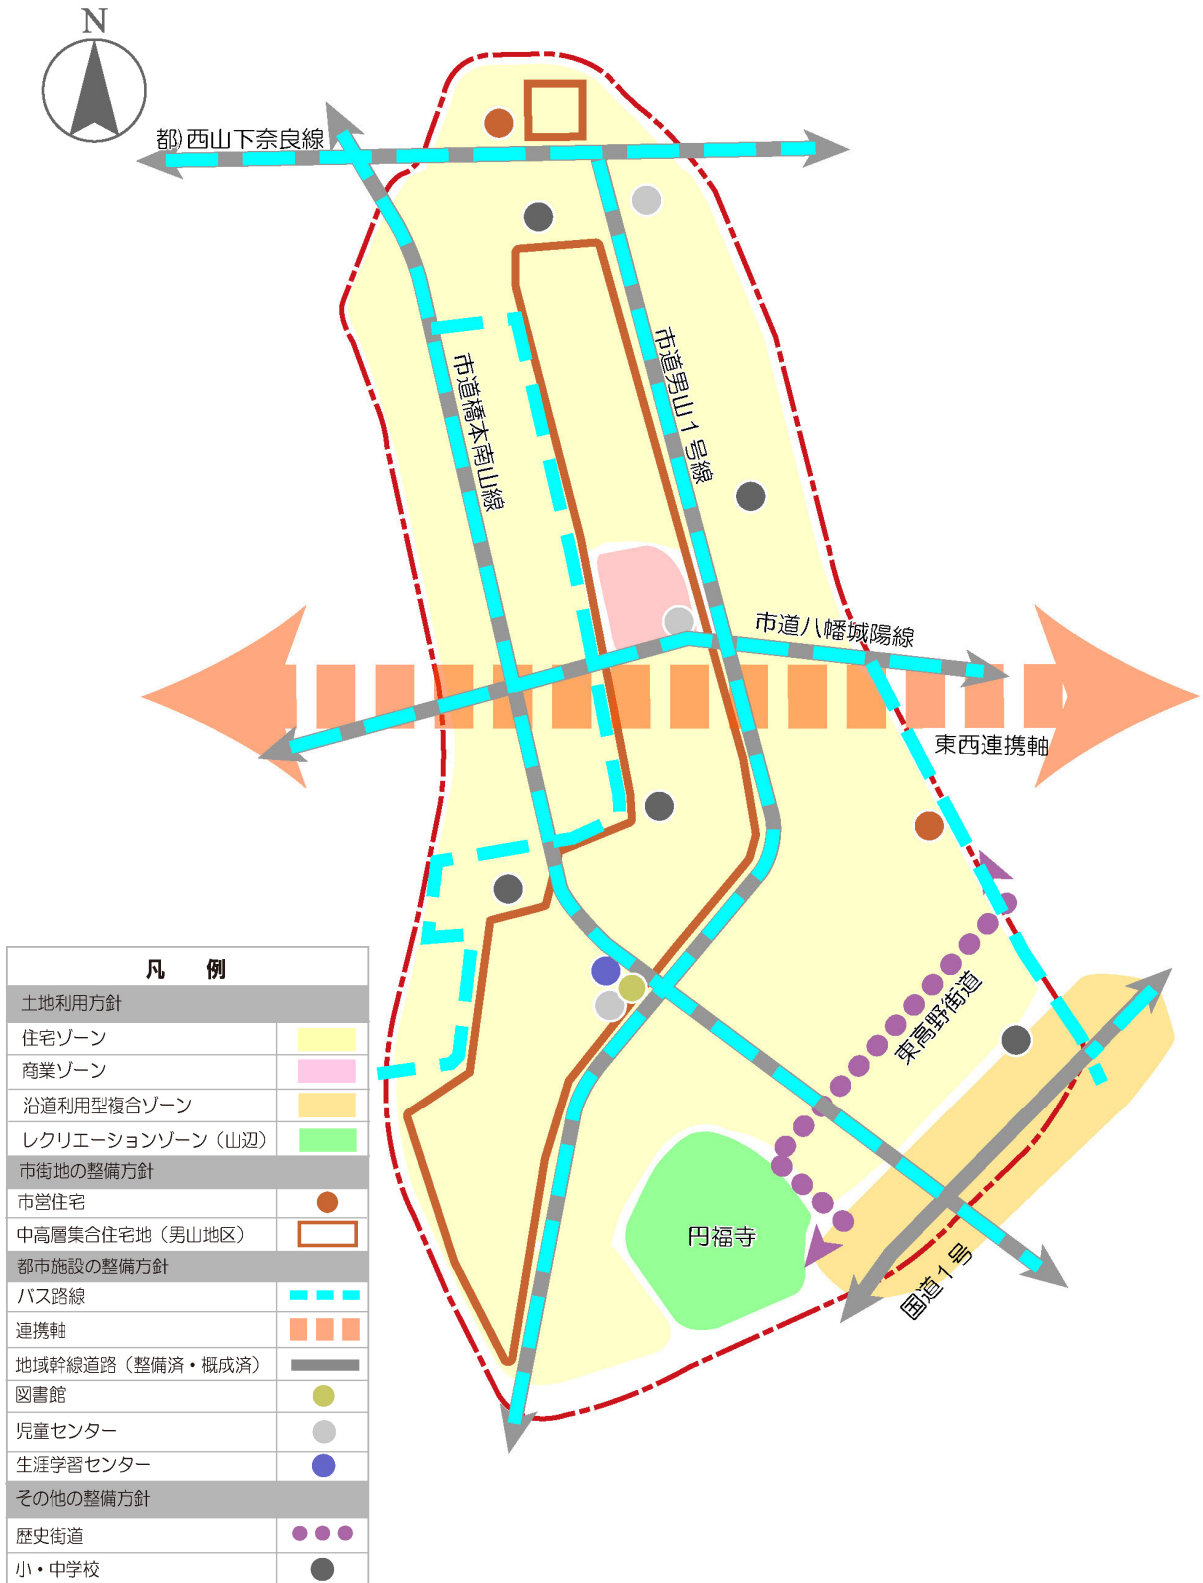 N
都)西山下奈良線
市道橋本南山線
市道男山1号線
市道八幡城陽線
東西連携軸
東高野街道
円福寺
国道1号
凡 例
土地利用方針
住宅ゾーン
商業ゾーン
沿道利用型複合ゾーン
レクリエーションゾーン（山辺）
市街地の整備方針
市営住宅
中高層集合住宅地（男山地区）
都市施設の整備方針
バス路線
連携軸
地域幹線道路（整備済・概成済）
図書館
児童センター
生涯学習センター
その他の整備方針
歴史街道
小・中学校